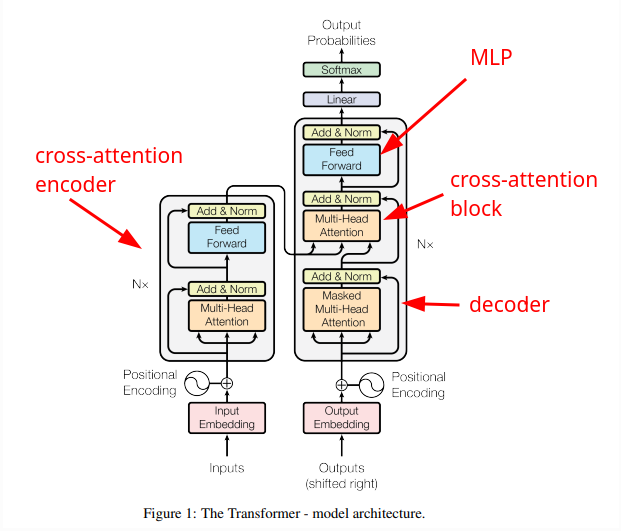 Output
Probabilities
Softmax
Linear
MLP
Add & Norm
Feed
Forward
cross-attention
encoder
cross-attention
block
Add & Norm
Multi-Head
Attention
Add & Norm
Feed
Forward
Nx
Nx
Add & Norm
Multi-Head
Attention
Add & Norm
Masked
Multi-Head
Attention
decoder
Positional
Encoding
Positional
Encoding
Input
Embedding
Output
Embedding
Inputs
Outputs
(shifted right)
Figure 1: The Transformer - model architecture.